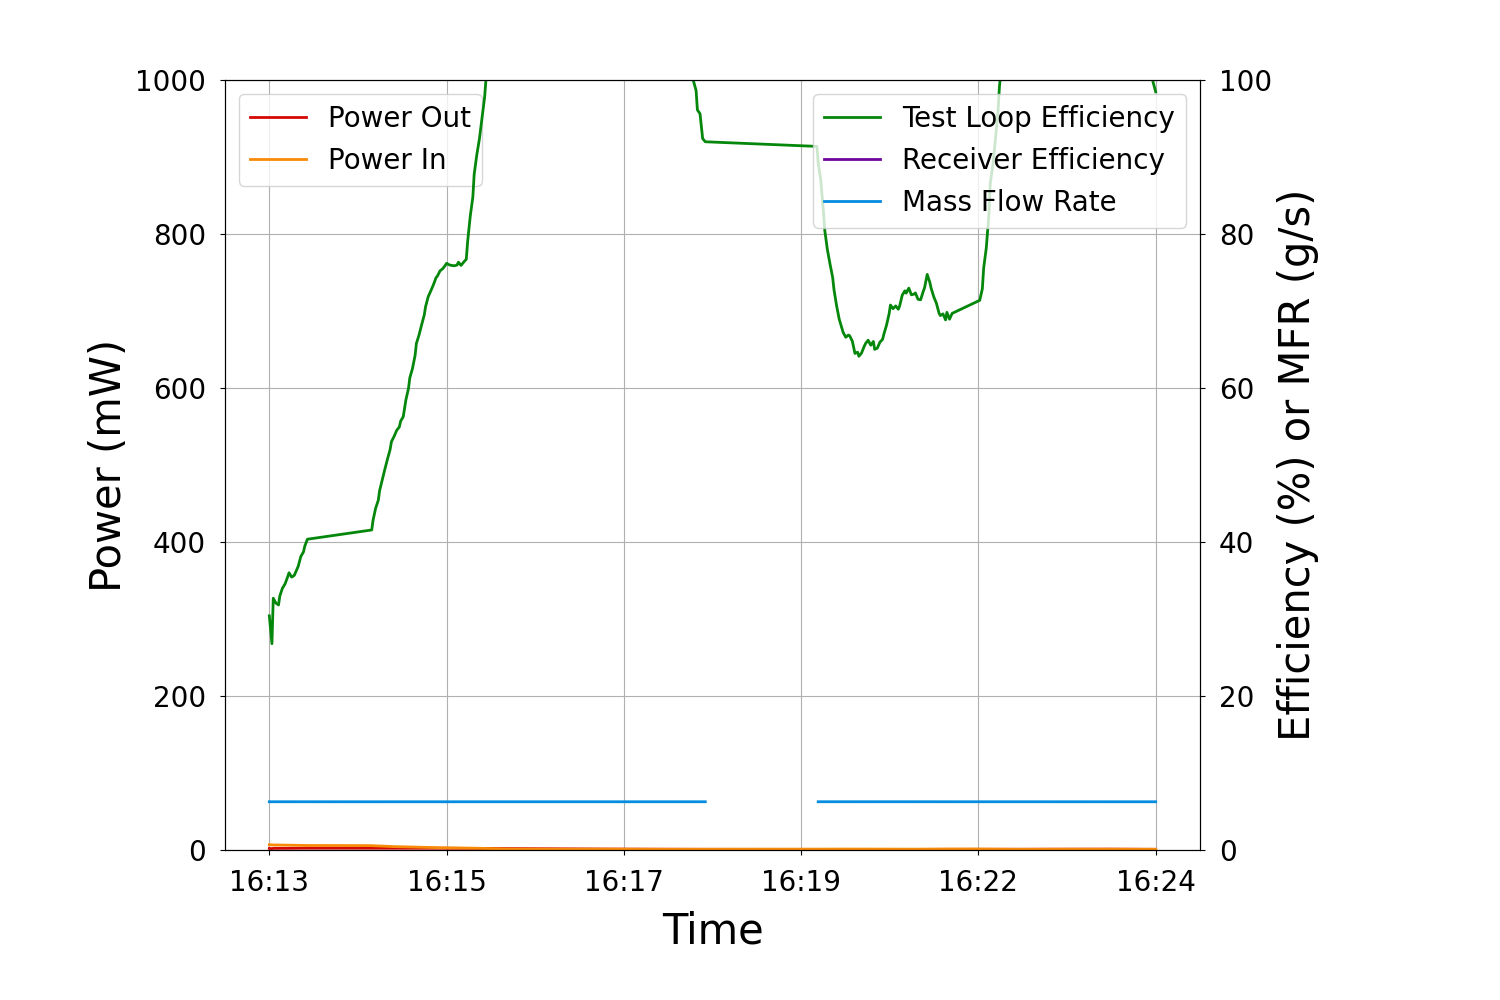 1000
800
600
400
200
0
Power (mW)
Power Out
Power In
Test Loop Efficiency
Receiver Efficiency
Mass Flow Rate
100
80
60
40
20
0
Efficiency (%) or MFR (g/s)
16:13 16:15 16:17 16:19 16:22 16:24
Time